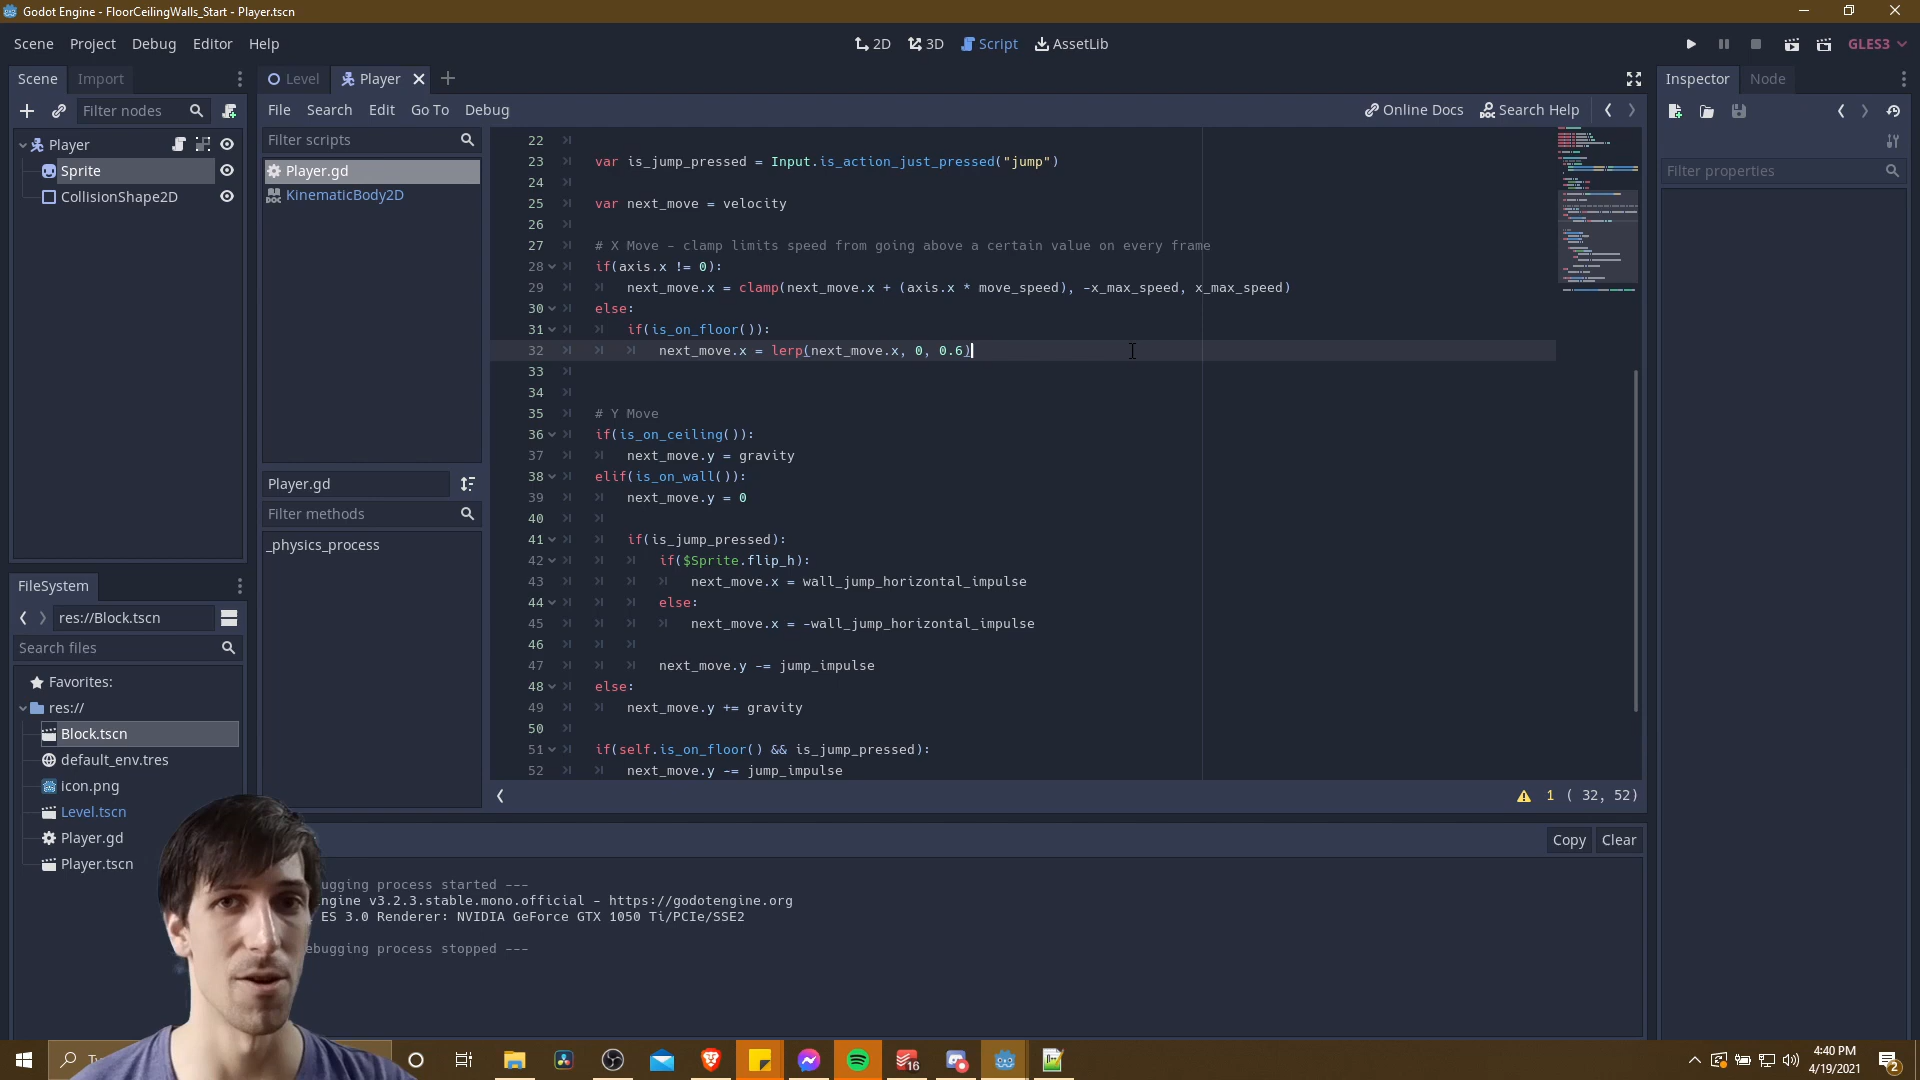 Godot Engine - FloorCeilingWalls_Start - Player.tscn
Scene Project Debug Editor Help
2D 3D Script AssetLib
GLES3
Scene Import
Filter nodes
Player
Sprite
CollisionShape2D
FileSystem
res://Block.tscn
Search files
Favorites:
res://
Block.tscn
default_env.tres
icon.png
Level.tscn
Player.gd
Player.tscn
Level Player
File Search Edit Go To Debug
Online Docs Search Help
Filter scripts
Player.gd
KinematicBody2D
Player.gd
Filter methods
_physics_process
22
23 var is_jump_pressed = Input.is_action_just_pressed("jump")
24
25 var next_move = velocity
26
27 # X Move - clamp limits speed from going above a certain value on every frame
28 if(axis.x != 0):
29 next_move.x = clamp(next_move.x + (axis.x * move_speed), -x_max_speed, x_max_speed)
30 else:
31 if(is_on_floor()):
32 next_move.x = lerp(next_move.x, 0, 0.6)
33
34
35 # Y Move
36 if(is_on_ceiling()):
37 next_move.y = gravity
38 elif(is_on_wall()):
39 next_move.y = 0
40
41 if(is_jump_pressed):
42 if($Sprite.flip_h):
43 next_move.x = wall_jump_horizontal_impulse
44 else:
45 next_move.x = -wall_jump_horizontal_impulse
46
47 next_move.y -= jump_impulse
48 else:
49 next_move.y += gravity
50
51 if(self.is_on_floor() && is_jump_pressed):
52 next_move.y -= jump_impulse
1 ( 32, 52)
Copy Clear
ugging process started ---
ngine v3.2.3.stable.mono.official - https://godotengine.org
ES 3.0 Renderer: NVIDIA GeForce GTX 1050 Ti/PCIe/SSE2
ebugging process stopped ---
Inspector Node
Filter properties
Ty
16
4:40 PM
4/19/2021
2